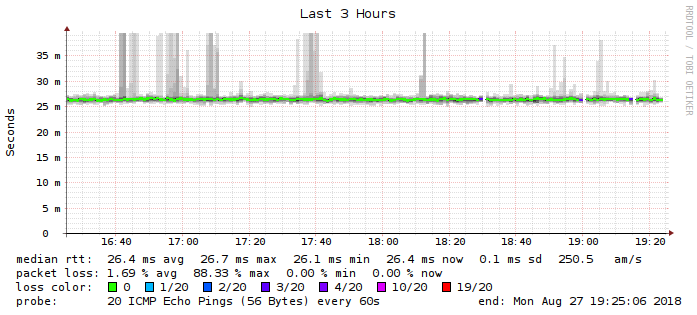 Last 3 Hours
RRDTOOL / TOBI OETIKER
Seconds
35 m
30 m
25 m
20 m
15 m
10 m
5 m
0
16:40 17:00 17:20 17:40 18:00 18:20 18:40 19:00 19:20
median rtt: 26.4 ms avg 26.7 ms max 26.1 ms min 26.4 ms now 0.1 ms sd 250.5 am/s
packet loss: 1.69 % avg 88.33 % max 0.00 % min 0.00 % now
loss color: 0 1/20 2/20 3/20 4/20 10/20 19/20
probe: 20 ICMP Echo Pings (56 Bytes) every 60s end: Mon Aug 27 19:25:06 2018